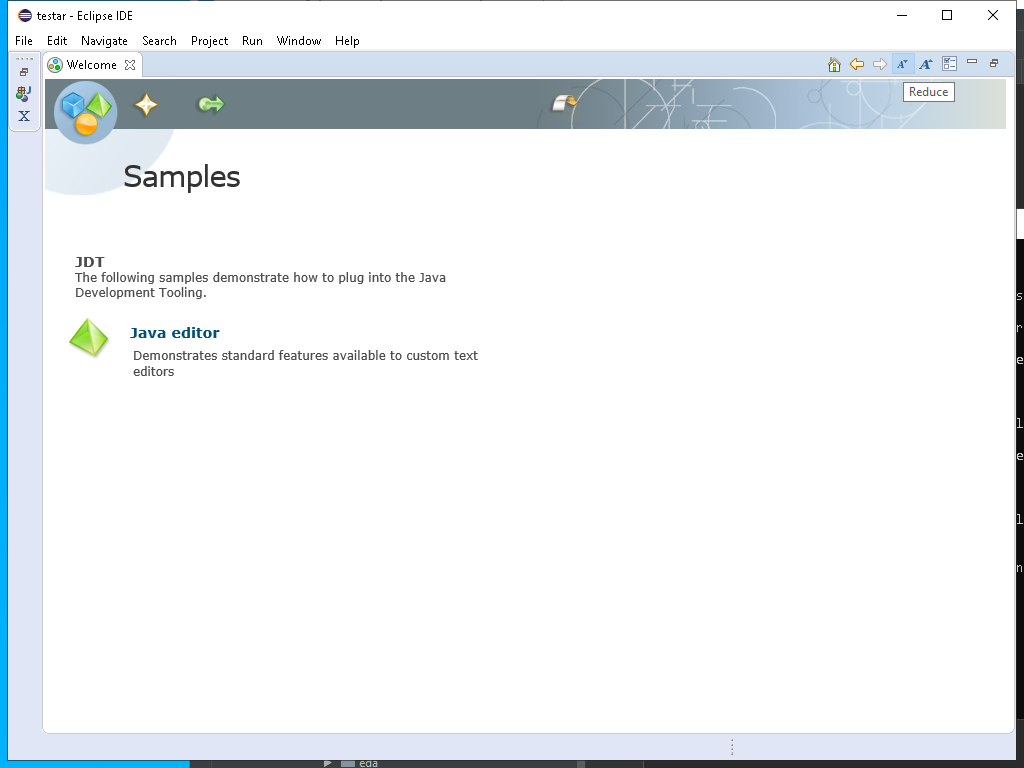 testar - Eclipse IDE
File Edit Navigate Search Project Run Window Help
Welcome
Reduce
X
Samples
JDT
The following samples demonstrate how to plug into the Java
Development Tooling.
Java editor
Demonstrates standard features available to custom text
editors
s
r
e
l
e
l
n
eda